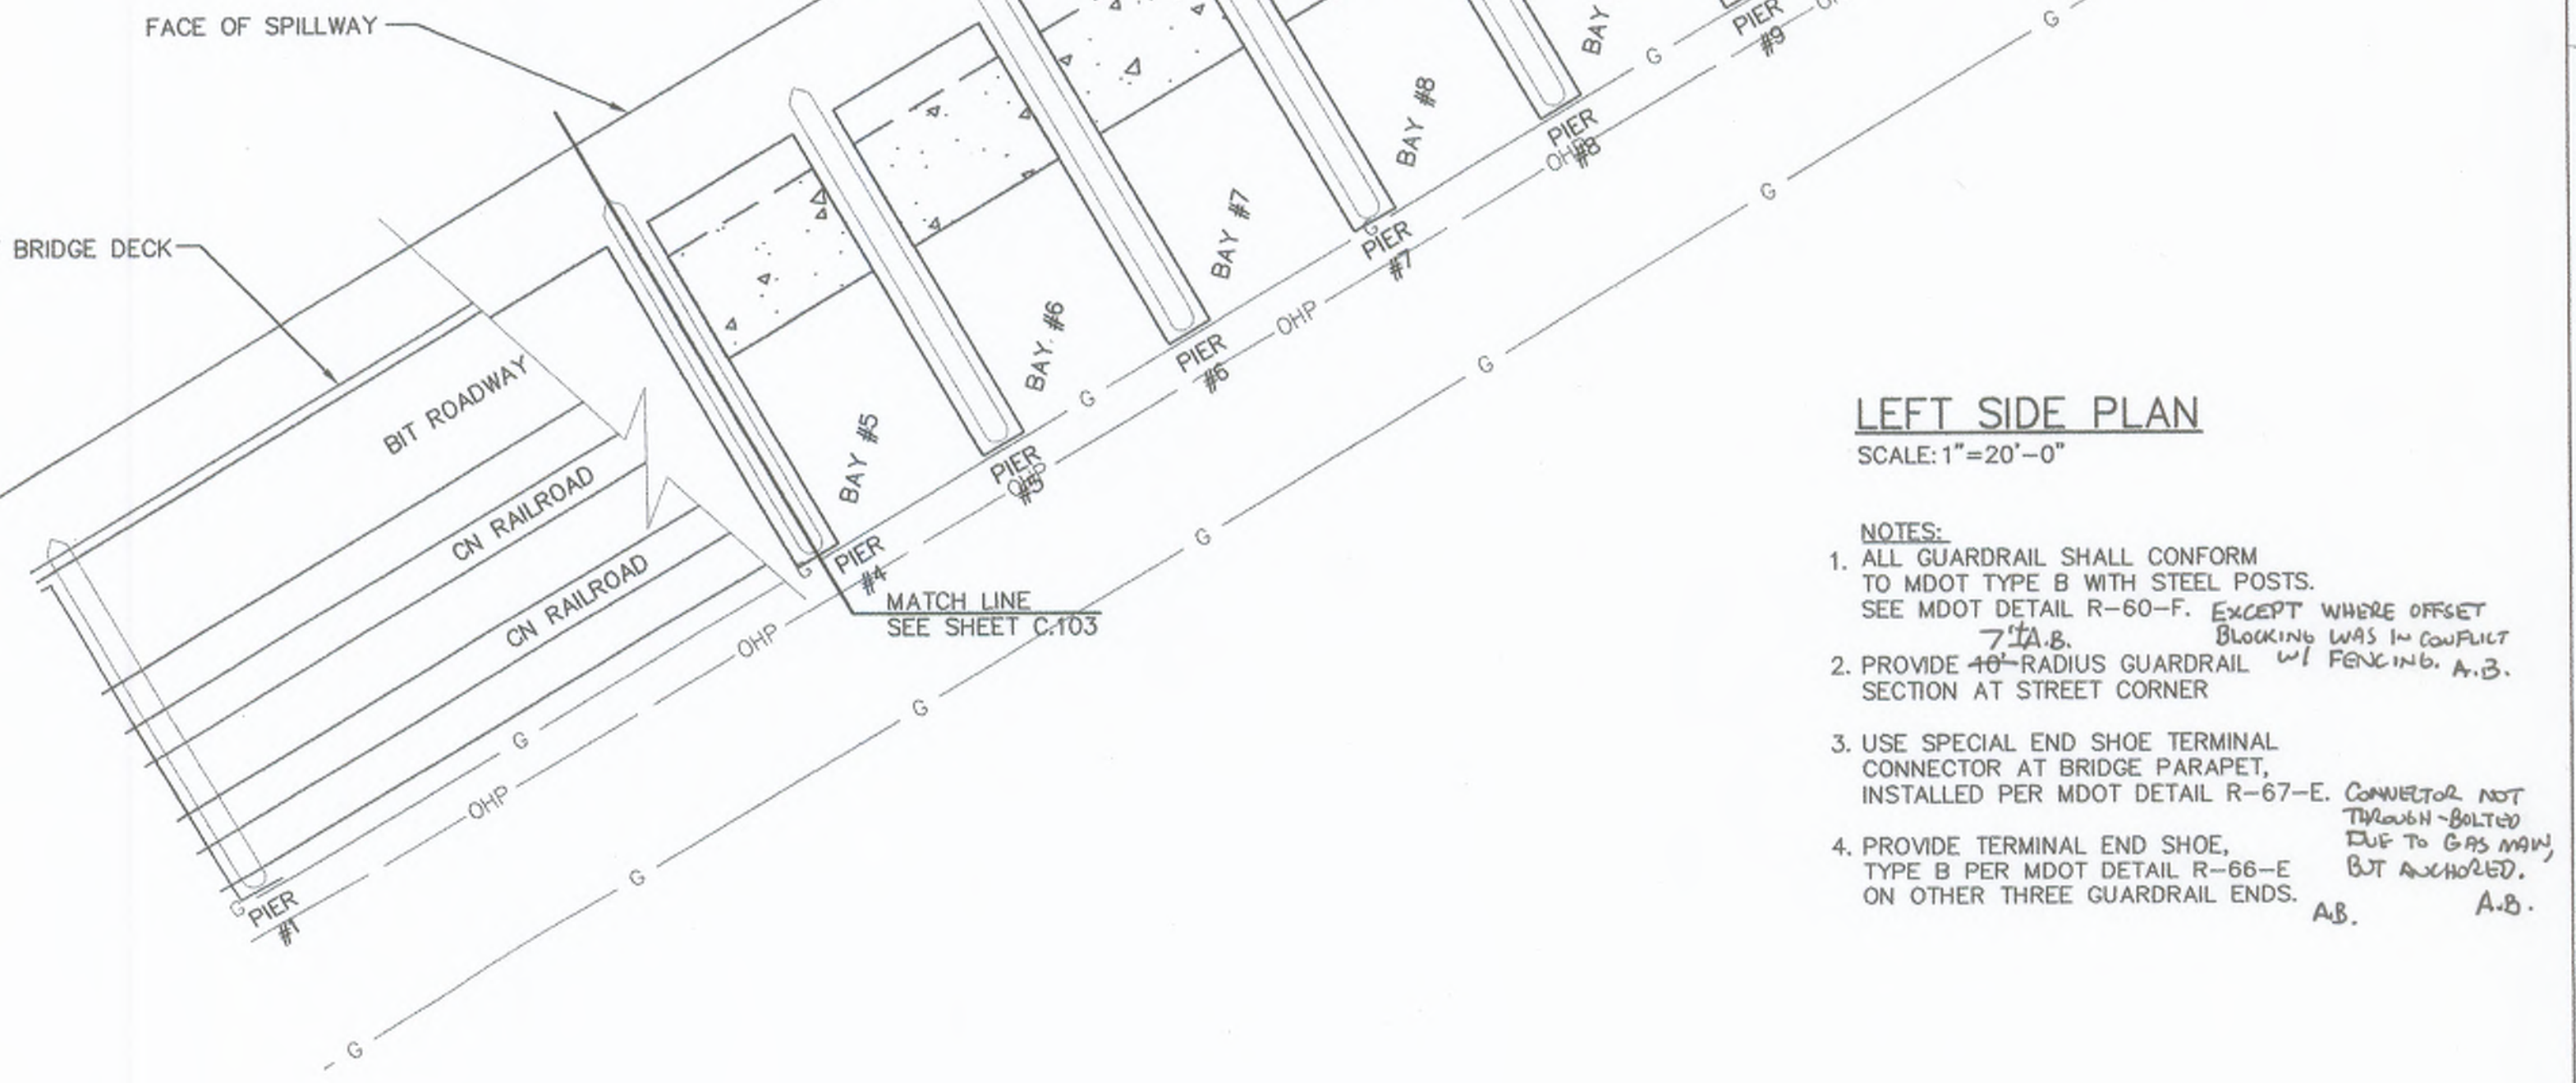 FACE OF SPILLWAY
BRIDGE DECK
BIT ROADWAY
CN RAILROAD
CN RAILROAD
BAY #5
BAY #6
BAY #7
BAY #8
BAY
PIER
#1
PIER
#4
PIER
#5
PIER
#6
PIER
#7
PIER
#8
PIER
#9
OHP
OHP
OHP
OHP
OHP
G
G
G
G
G
G
G
G
G
G
G
G
G
G
MATCH LINE
SEE SHEET C.103
LEFT SIDE PLAN
SCALE: 1"=20'-0"
NOTES:
1. ALL GUARDRAIL SHALL CONFORM
TO MDOT TYPE B WITH STEEL POSTS.
SEE MDOT DETAIL R-60-F. EXCEPT WHERE OFFSET
BLOCKING WAS IN CONFLICT
W/ FENCING. A.B.
7'± A.B.
2. PROVIDE 10' RADIUS GUARDRAIL
SECTION AT STREET CORNER
3. USE SPECIAL END SHOE TERMINAL
CONNECTOR AT BRIDGE PARAPET,
INSTALLED PER MDOT DETAIL R-67-E. CONNECTOR NOT
THROUGH-BOLTED
DUE TO GAS MAIN,
BUT ANCHORED.
A.B.
4. PROVIDE TERMINAL END SHOE,
TYPE B PER MDOT DETAIL R-66-E
ON OTHER THREE GUARDRAIL ENDS.
A.B.